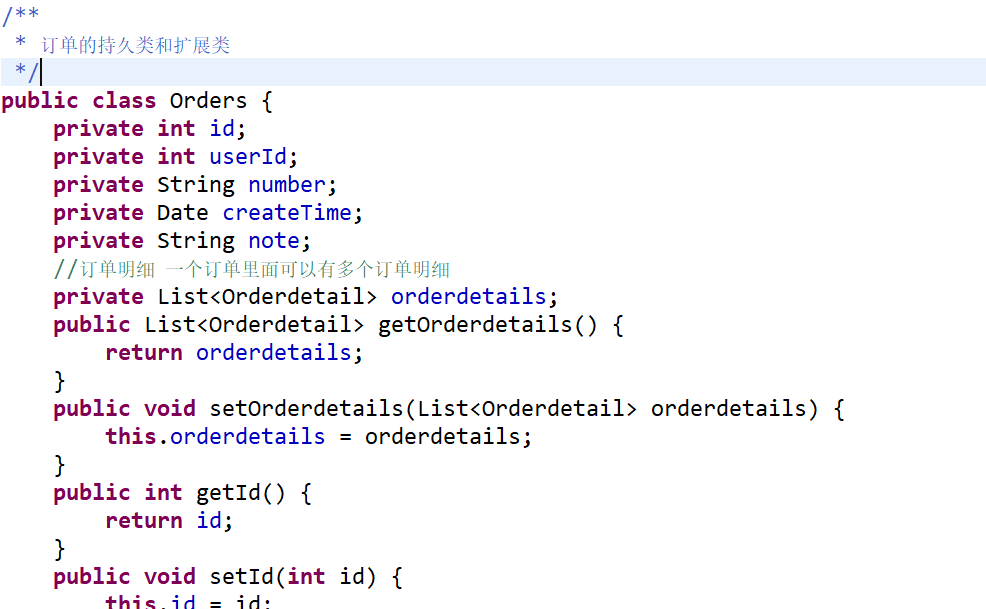 /**
 * 订单的持久类和扩展类
 */
public class Orders {
    private int id;
    private int userId;
    private String number;
    private Date createTime;
    private String note;
    //订单明细 一个订单里面可以有多个订单明细
    private List<Orderdetail> orderdetails;
    public List<Orderdetail> getOrderdetails() {
        return orderdetails;
    }
    public void setOrderdetails(List<Orderdetail> orderdetails) {
        this.orderdetails = orderdetails;
    }
    public int getId() {
        return id;
    }
    public void setId(int id) {
        this.id = id;